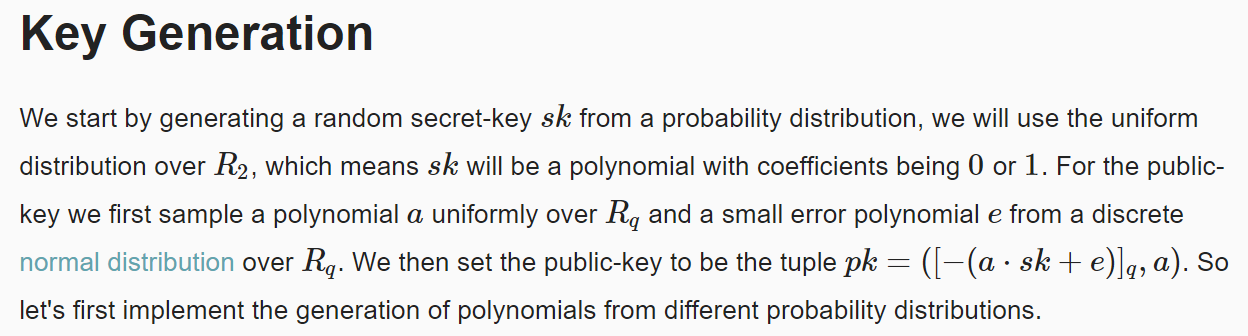 Key Generation
We start by generating a random secret-key sk from a probability distribution, we will use the uniform
distribution over R₂, which means sk will be a polynomial with coefficients being 0 or 1. For the public-
key we first sample a polynomial a uniformly over R_q and a small error polynomial e from a discrete
normal distribution over R_q. We then set the public-key to be the tuple pk = ([−(a · sk + e)]_q, a). So
let's first implement the generation of polynomials from different probability distributions.